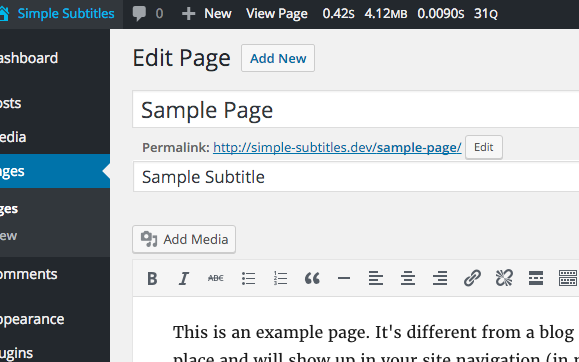 Simple Subtitles 0 New View Page 0.42S 4.12MB 0.0090S 31Q
ashboard
Edit Page Add New
osts
Sample Page
edia
Permalink: http://simple-subtitles.dev/sample-page/ Edit
ages
Sample Subtitle
ges
ew
Add Media
omments
B I ABC
ppearance
This is an example page. It's different from a blog
lugins
place and will show up in your site navigation (in